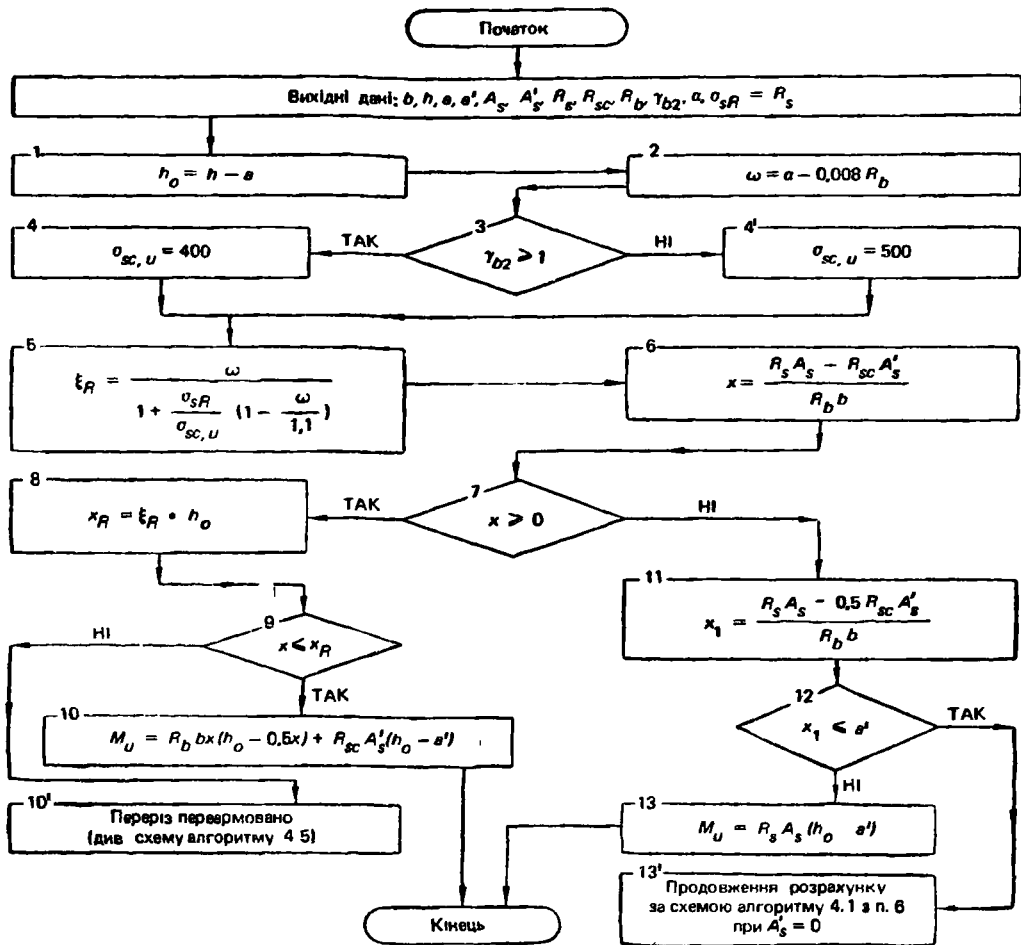 Початок
Вихідні дані: b, h, a, a', A_s, A'_s, R_s, R_sc, R_b, γ_b2, α, σ_sR = R_s
1
h_o = h − a
2
ω = α − 0,008 R_b
3
γ_b2 ⩾ 1
ТАК
НІ
4
σ_sc, u = 400
4'
σ_sc, u = 500
5
ξ_R = ω / (1 + σ_sR / σ_sc, u (1 − ω / 1,1))
6
x = (R_s A_s − R_sc A'_s) / (R_b b)
7
x ⩾ 0
ТАК
НІ
8
x_R = ξ_R • h_o
9
x ⩽ x_R
НІ
ТАК
10
M_u = R_b bx(h_o − 0,5x) + R_sc A'_s(h_o − a')
10'
Переріз переармовано
(див схему алгоритму 4 5)
11
x_1 = (R_s A_s − 0,5 R_sc A'_s) / (R_b b)
12
x_1 ⩽ a'
ТАК
НІ
13
M_u = R_s A_s (h_o a')
13'
Продовження розрахунку
за схемою алгоритму 4.1 з п. 6
при A'_s = 0
Кінець